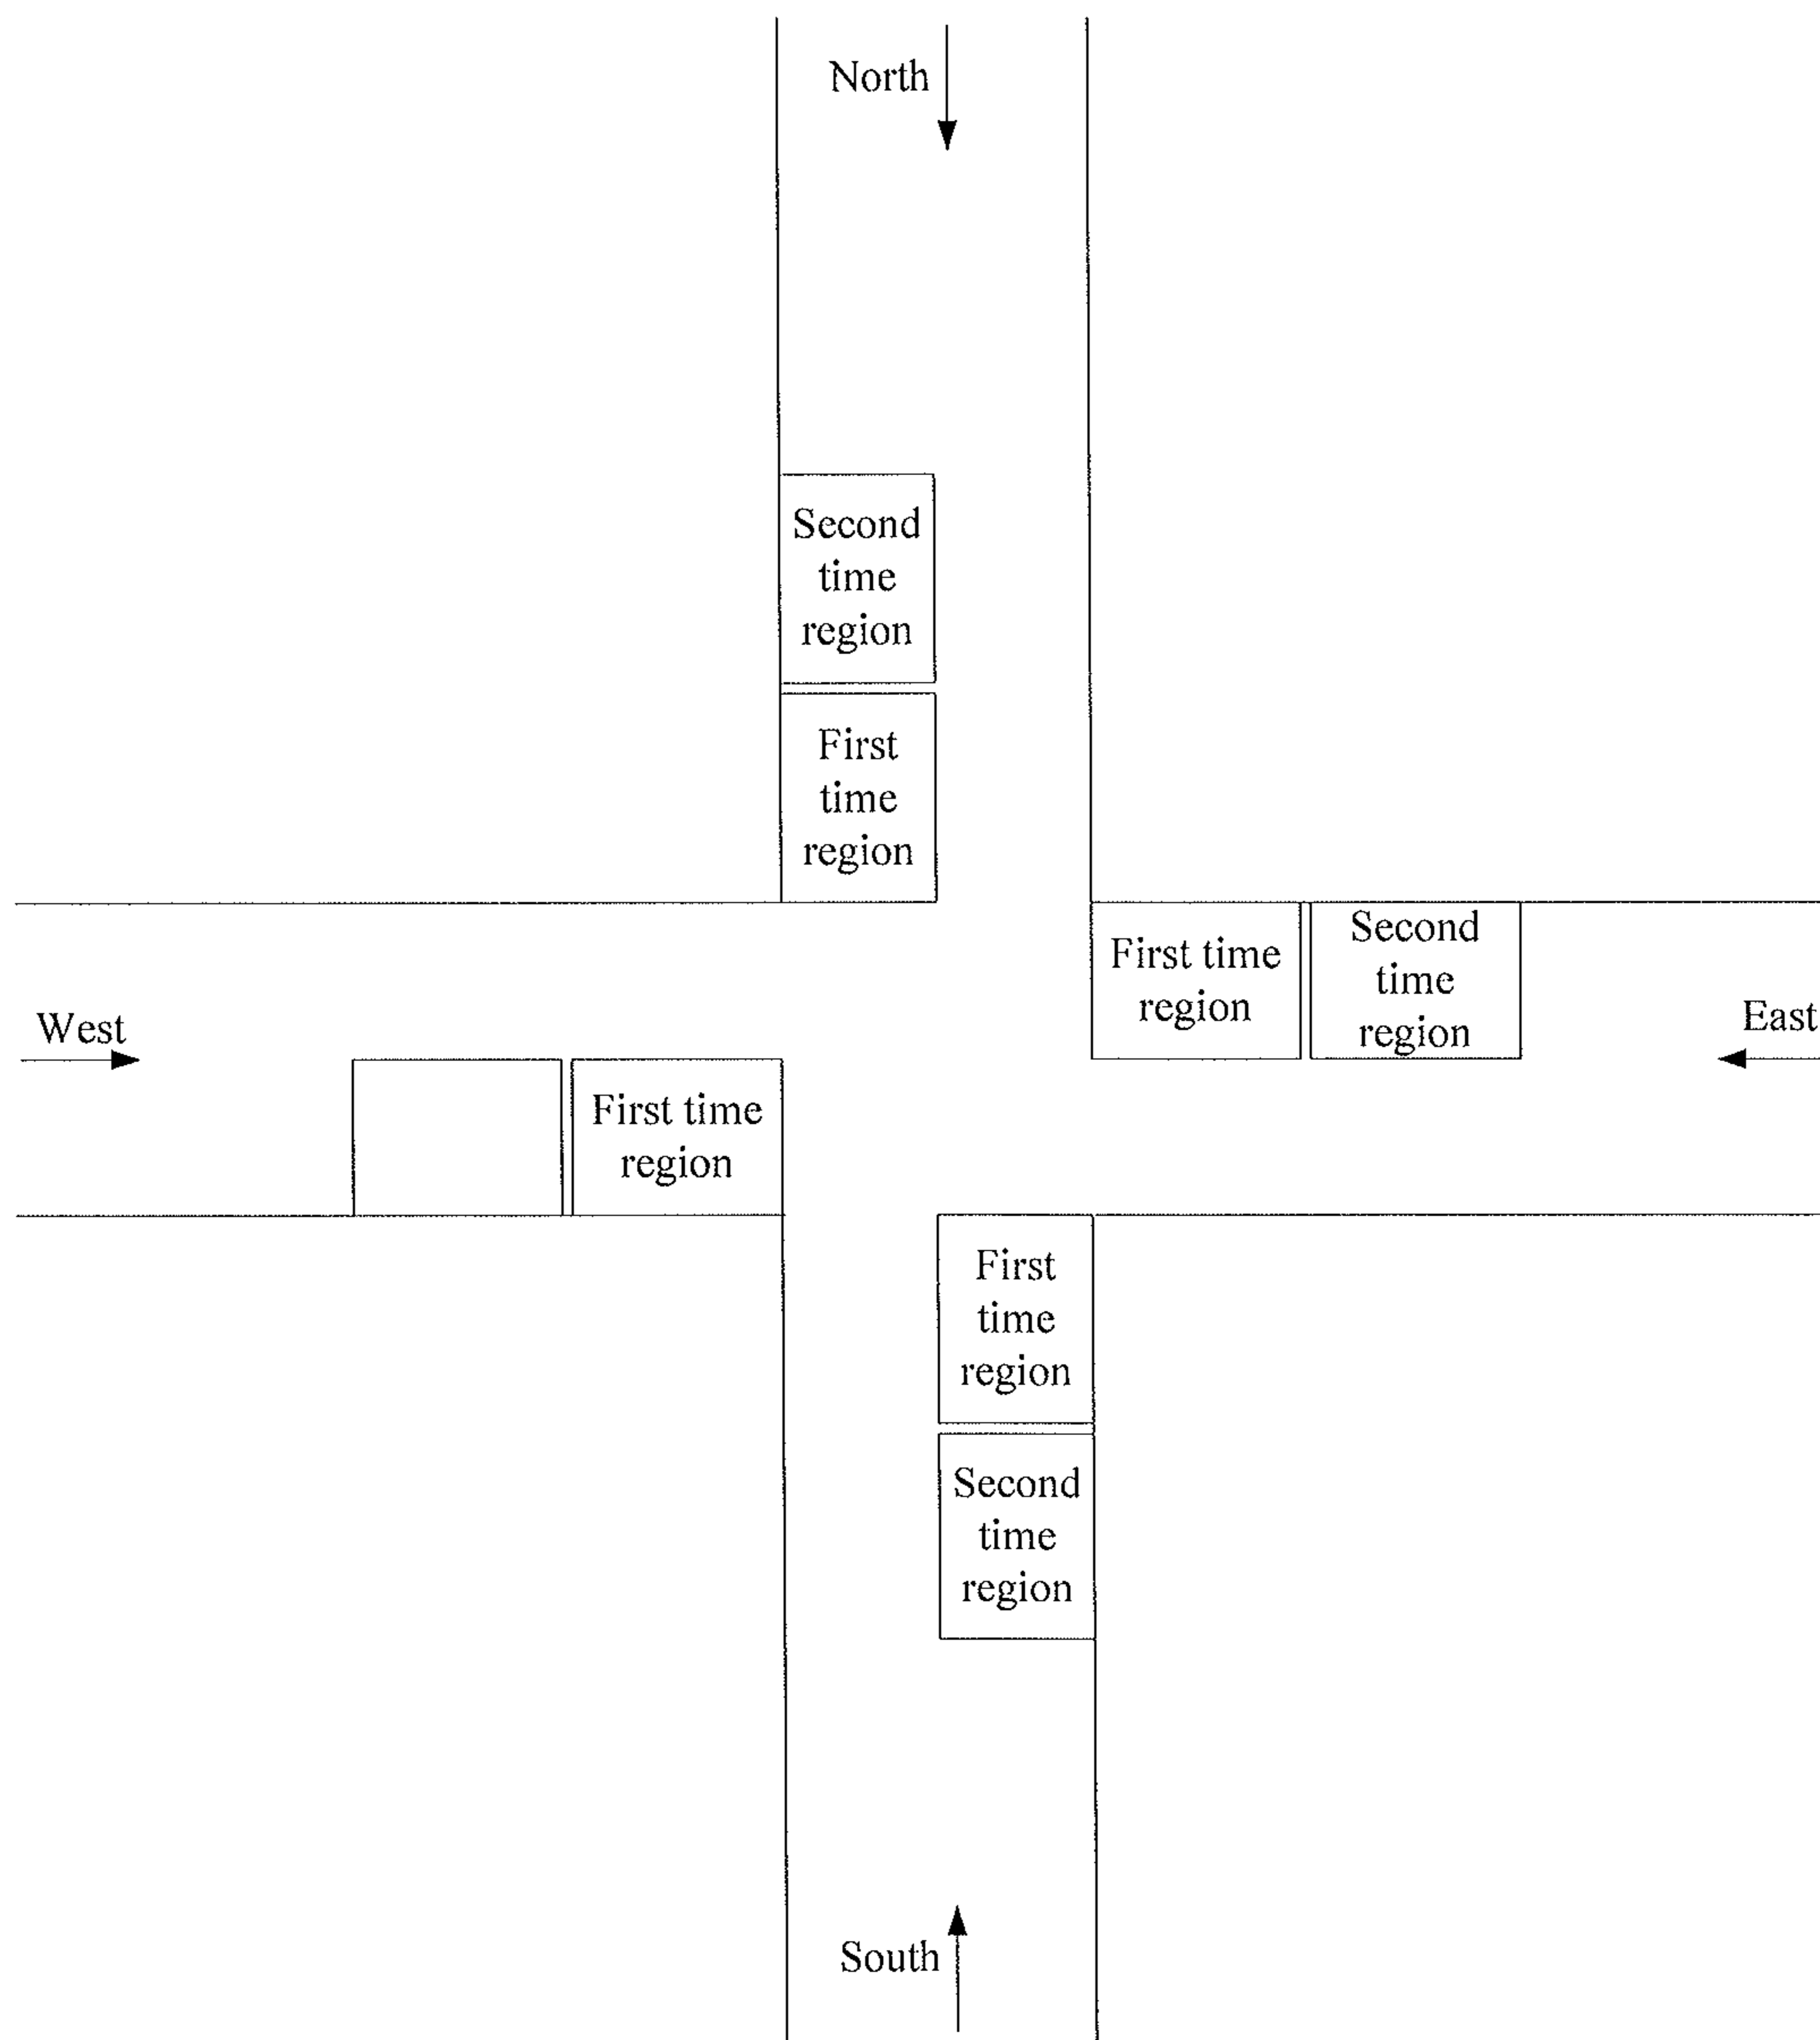 North
Second
time
region
First
time
region
First time
region
Second
time
region
West
East
First time
region
First
time
region
Second
time
region
South